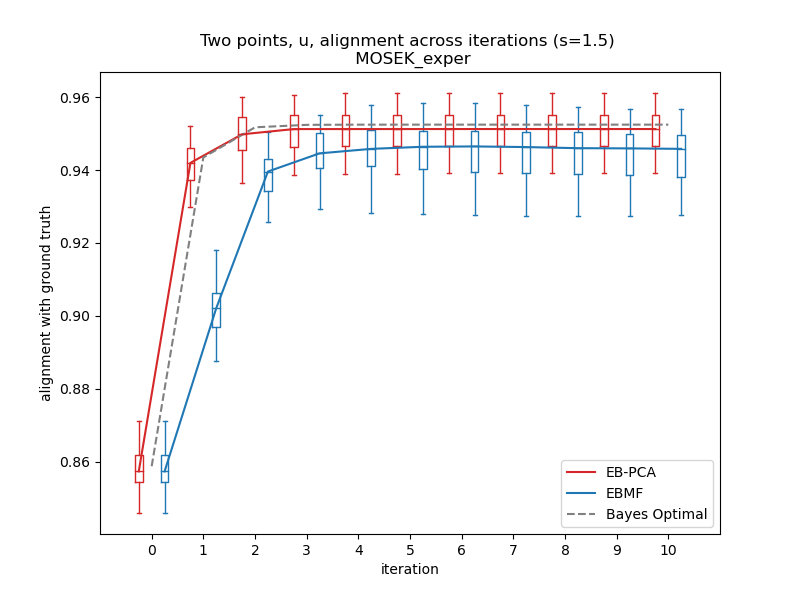 Two points, u, alignment across iterations (s=1.5)
MOSEK_exper
alignment with ground truth
0.96
0.94
0.92
0.90
0.88
0.86
0 1 2 3 4 5 6 7 8 9 10
iteration
EB-PCA
EBMF
Bayes Optimal